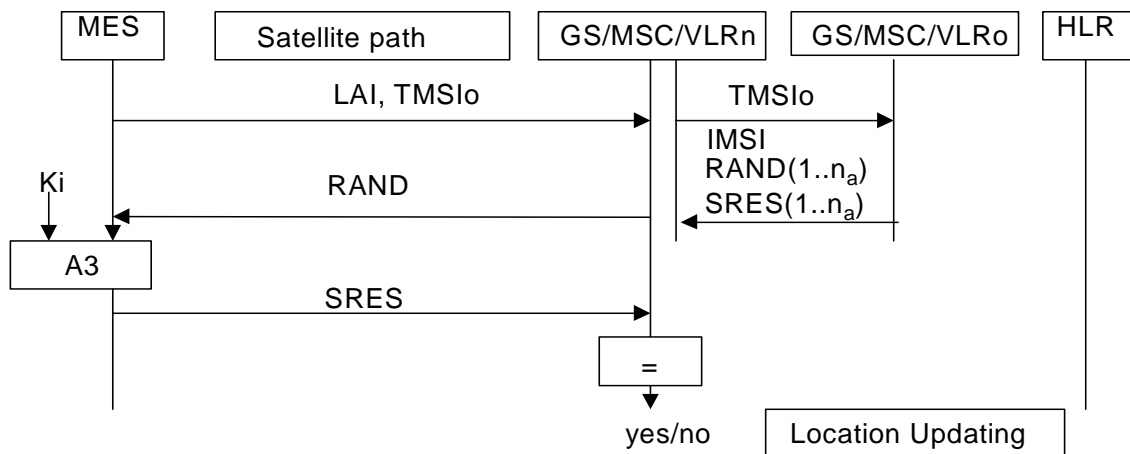 MES
Satellite path
GS/MSC/VLRn
GS/MSC/VLRo
HLR
LAI, TMSIo
TMSIo
IMSI
RAND(1..nₐ)
SRES(1..nₐ)
Ki
RAND
A3
SRES
=
yes/no
Location Updating